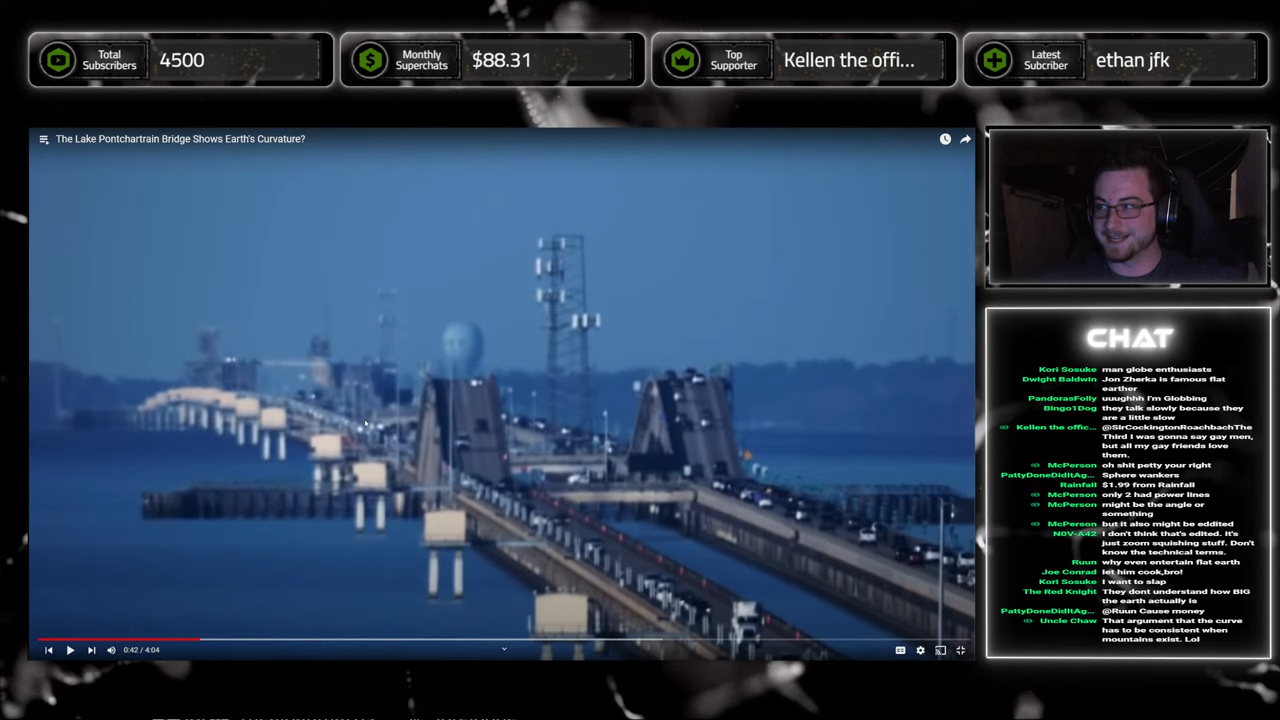 Total
Subscribers
4500
Monthly
Superchats
$88.31
Top
Supporter
Kellen the offi...
Latest
Subcriber
ethan jfk
The Lake Pontchartrain Bridge Shows Earth's Curvature?
CHAT
Kori Sosuke man globe enthusiasts
Dwight Baldwin Jon Zherka is famous flat
earther
PandorasFolly uuughhh I'm Globbing
Bingo1Dog they talk slowly because they
are a little slow
Kellen the offic... @SirCockingtonRoachbachThe
Third I was gonna say gay men,
but all my gay friends love
them.
McPerson oh shit petty your right
PattyDoneDidItAg... Sphere wankers
Rainfall $1.99 from Rainfall
McPerson only 2 had power lines
McPerson might be the angle or
something
McPerson but it also might be eddited
N0V-A42 I don't think that's edited. It's
just zoom squishing stuff. Don't
know the technical terms.
Ruun why even entertain flat earth
Joe Conrad let him cook,bro!
Kori Sosuke I want to slap
The Red Knight They dont understand how BIG
the earth actually is
PattyDoneDidItAg... @Ruun Cause money
Uncle Chaw That argument that the curve
has to be consistent when
mountains exist. Lol
0:42 / 4:04
CC